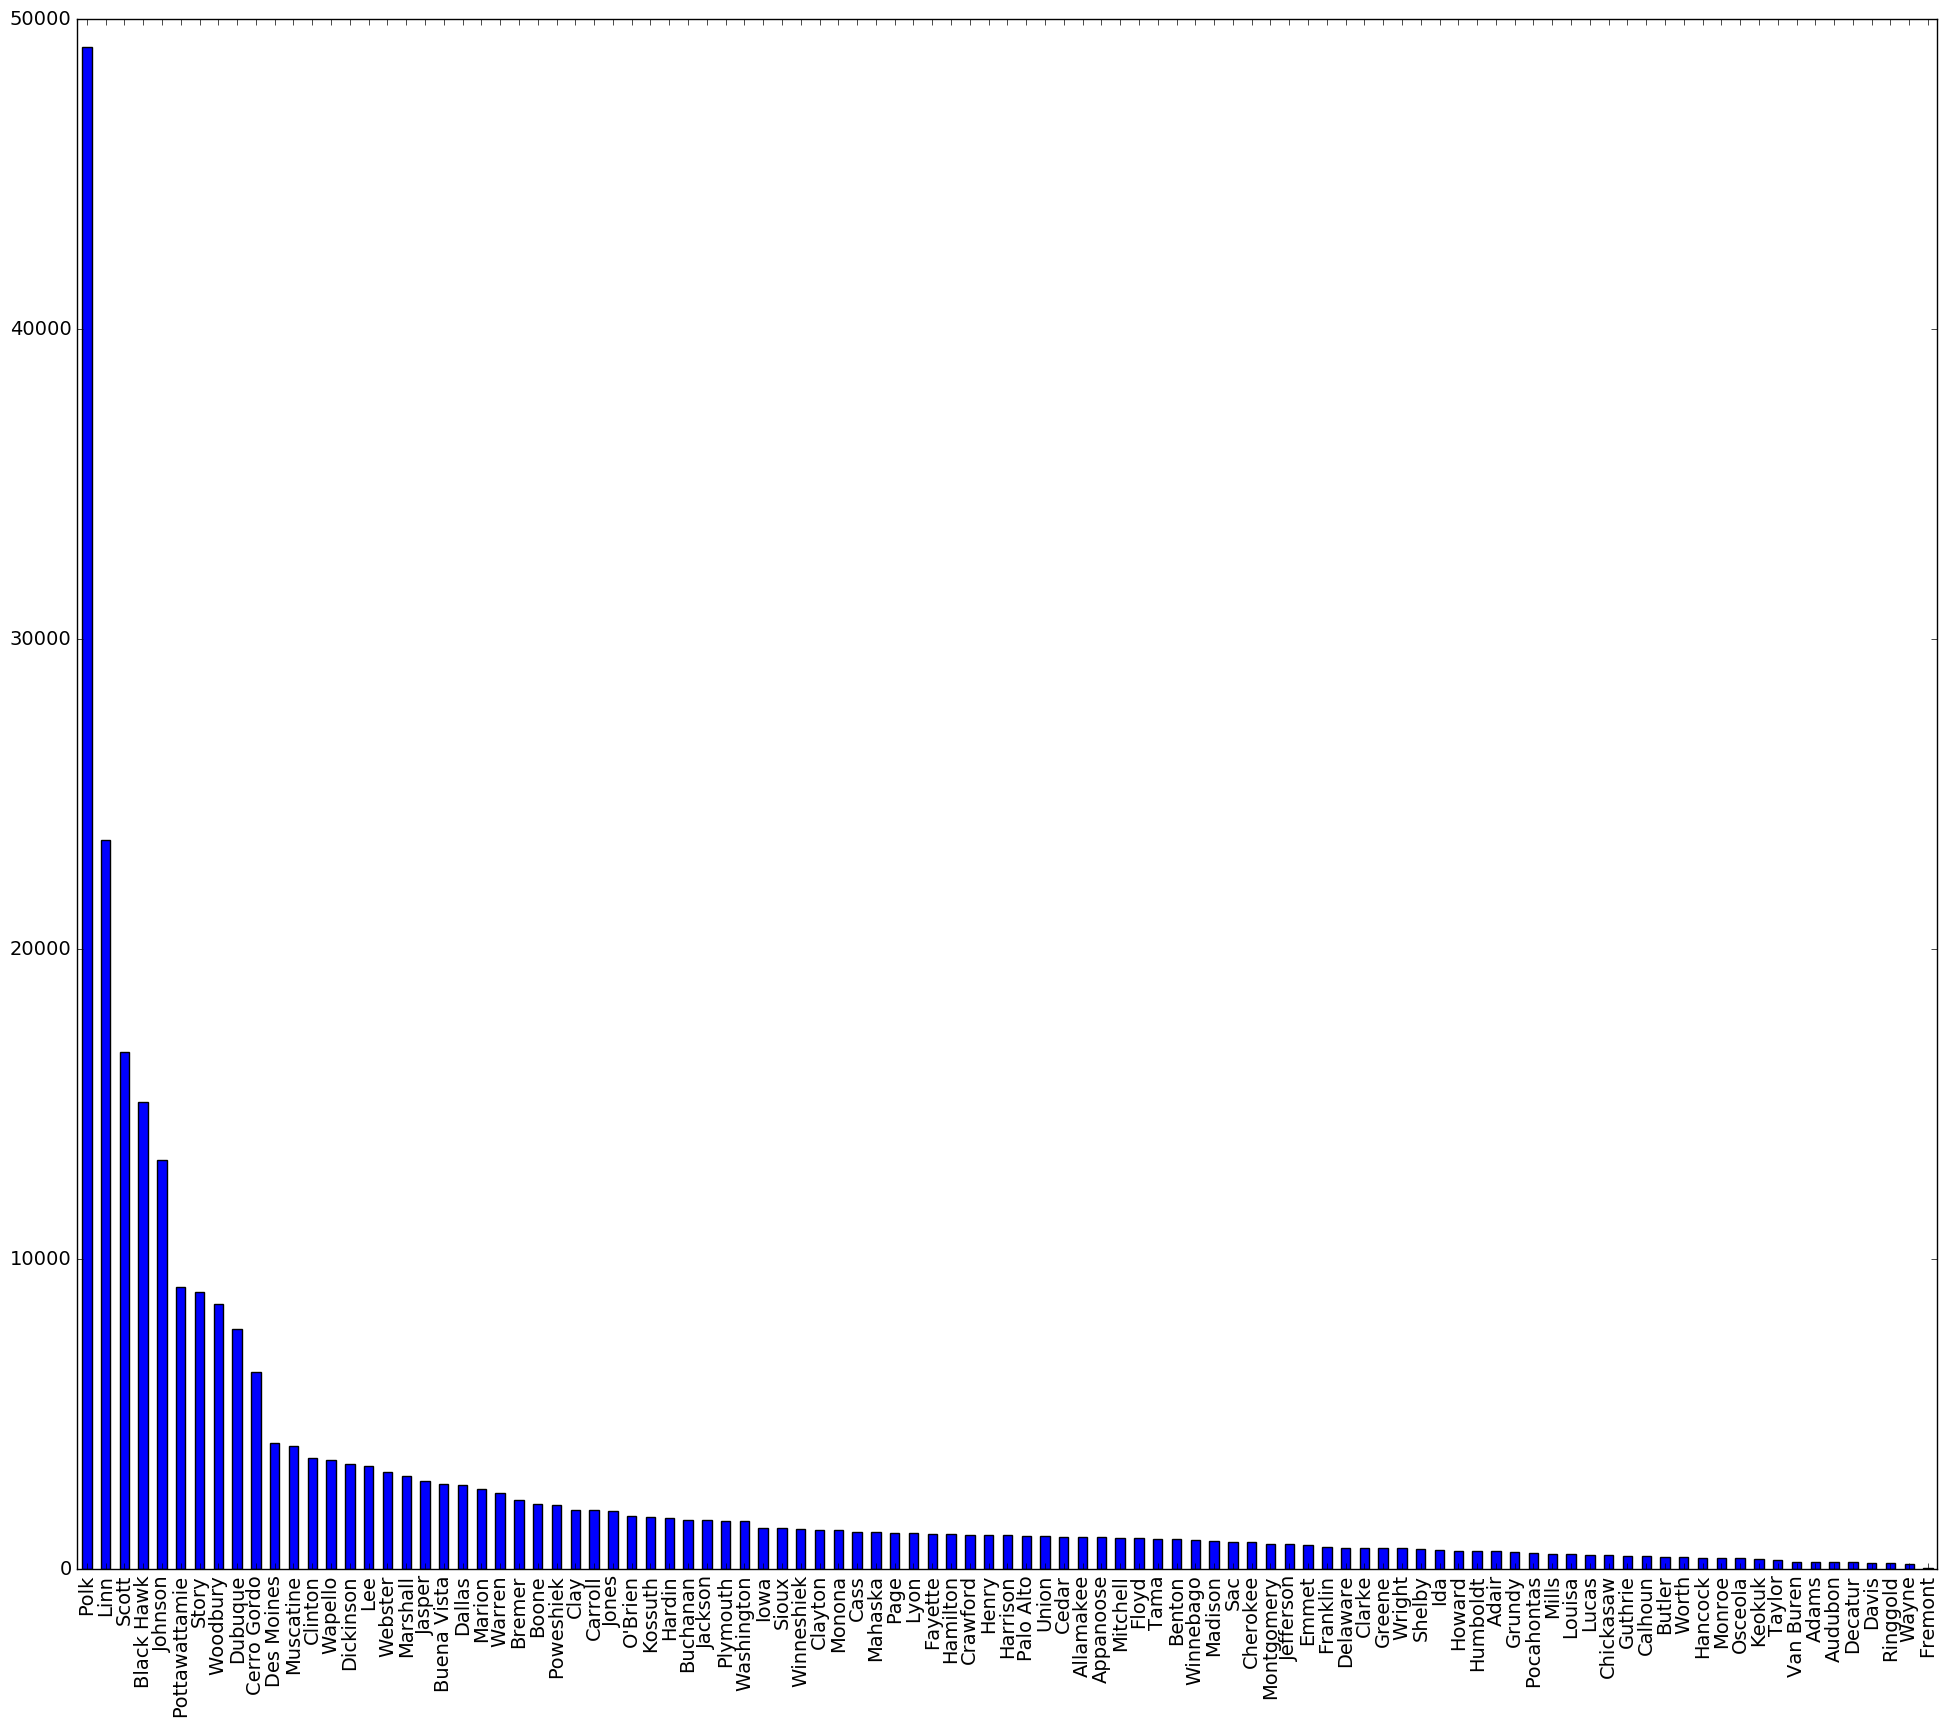 50000
40000
30000
20000
10000
0
Polk
Linn
Scott
Black Hawk
Johnson
Pottawattamie
Story
Woodbury
Dubuque
Cerro Gordo
Des Moines
Muscatine
Clinton
Wapello
Dickinson
Lee
Webster
Marshall
Jasper
Buena Vista
Dallas
Marion
Warren
Bremer
Boone
Poweshiek
Clay
Carroll
Jones
O'Brien
Kossuth
Hardin
Buchanan
Jackson
Plymouth
Washington
Iowa
Sioux
Winneshiek
Clayton
Monona
Cass
Mahaska
Page
Lyon
Fayette
Hamilton
Crawford
Henry
Harrison
Palo Alto
Union
Cedar
Allamakee
Appanoose
Mitchell
Floyd
Tama
Benton
Winnebago
Madison
Sac
Cherokee
Montgomery
Jefferson
Emmet
Franklin
Delaware
Clarke
Greene
Wright
Shelby
Ida
Howard
Humboldt
Adair
Grundy
Pocahontas
Mills
Louisa
Lucas
Chickasaw
Guthrie
Calhoun
Butler
Worth
Hancock
Monroe
Osceola
Keokuk
Taylor
Van Buren
Adams
Audubon
Decatur
Davis
Ringgold
Wayne
Fremont